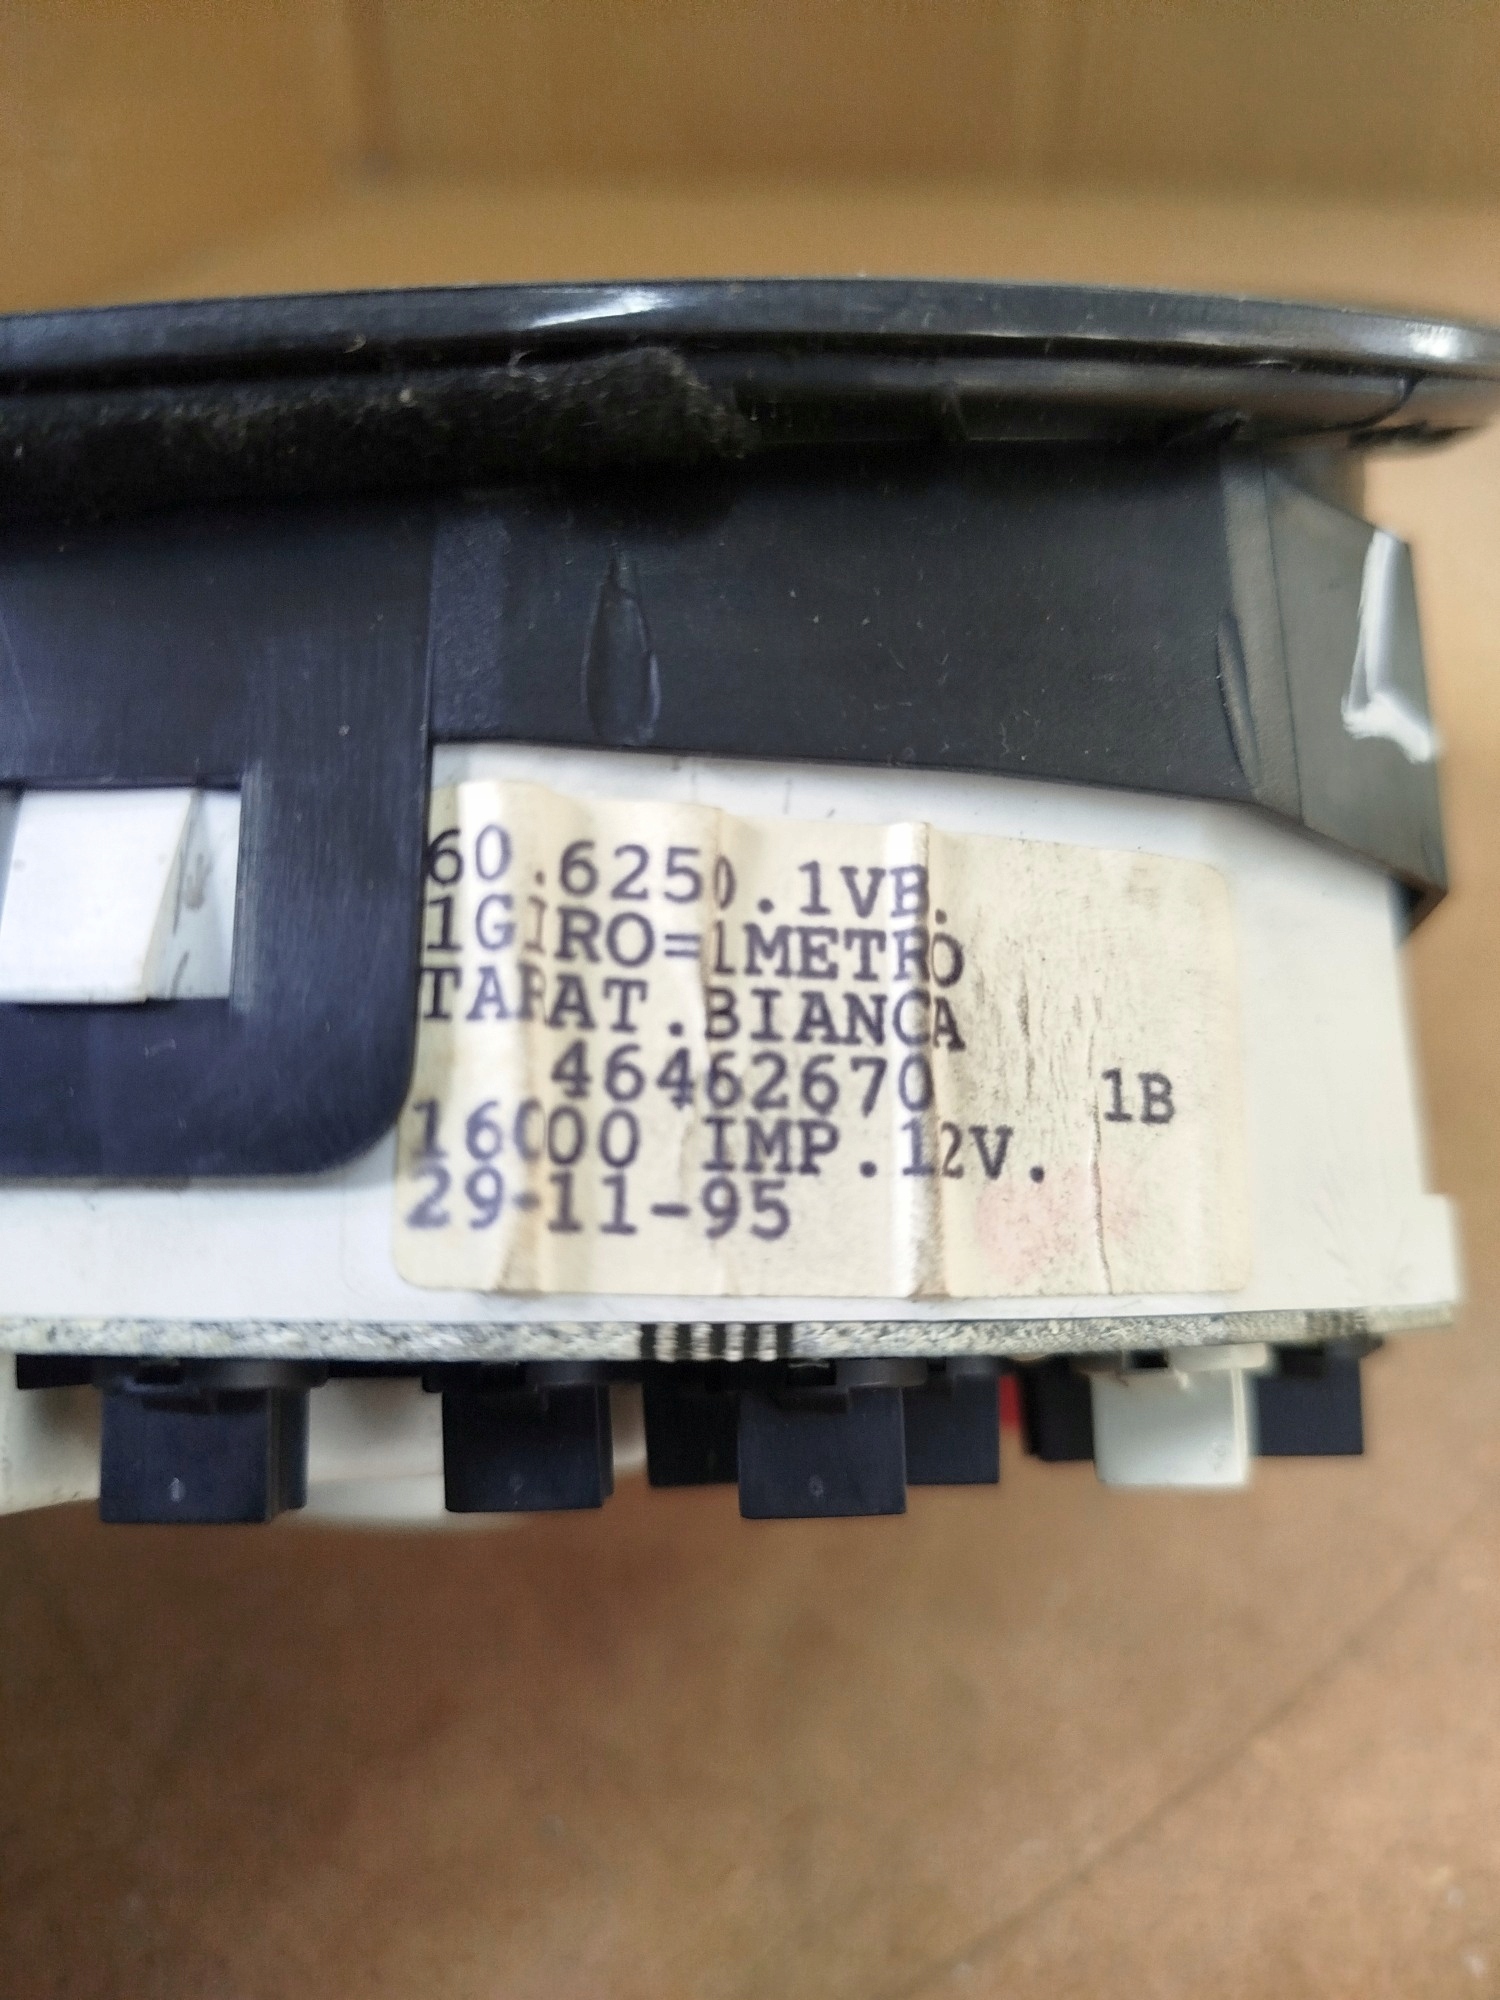 60.6250.1VB.
1GIRO=1METRO
TARAT.BIANCA
46462670 1B
16000 IMP.12V.
29-11-95